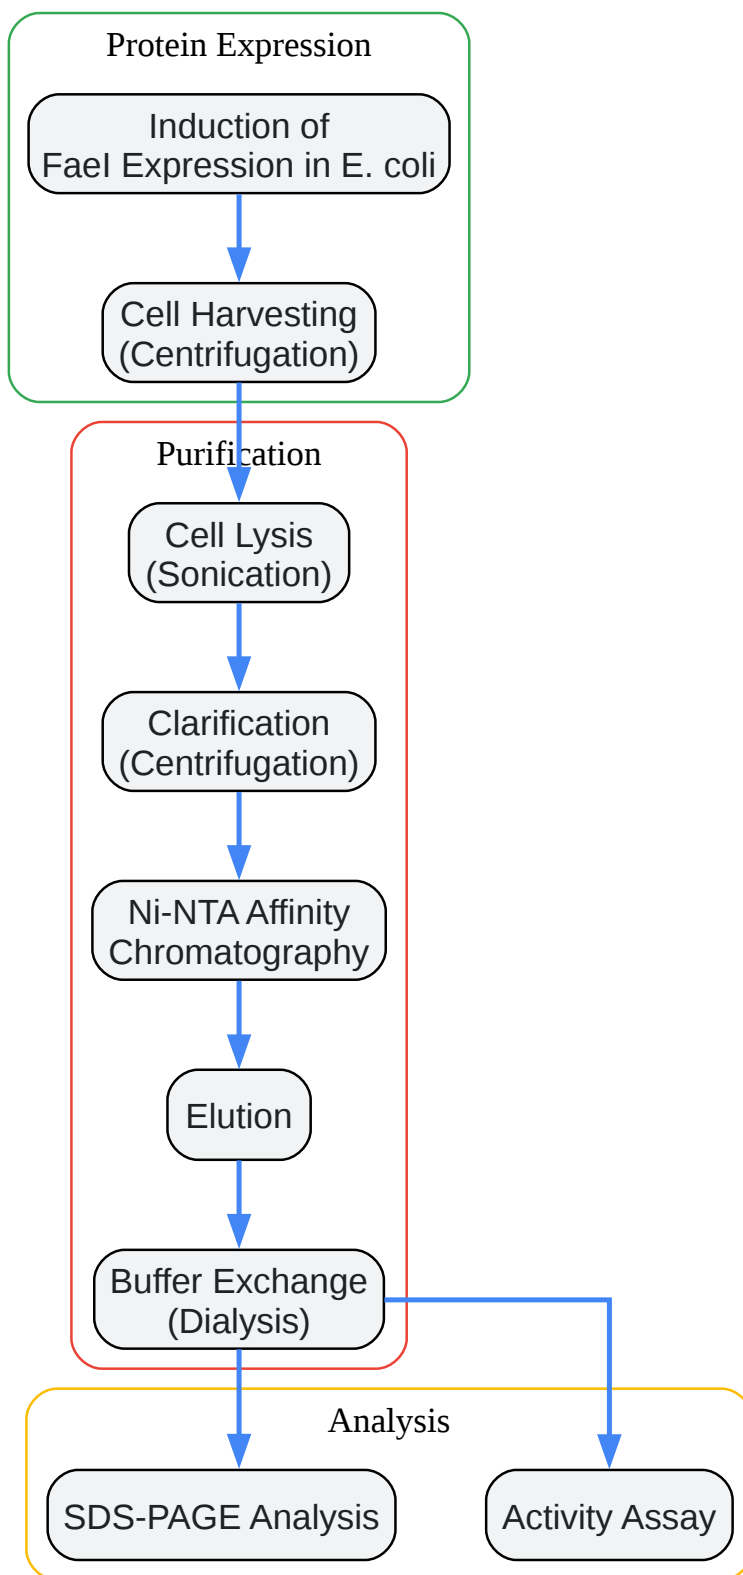 Protein Expression
Induction of
FaeI Expression in E. coli
Cell Harvesting
(Centrifugation)
Purification
Cell Lysis
(Sonication)
Clarification
(Centrifugation)
Ni-NTA Affinity
Chromatography
Elution
Buffer Exchange
(Dialysis)
Analysis
SDS-PAGE Analysis
Activity Assay